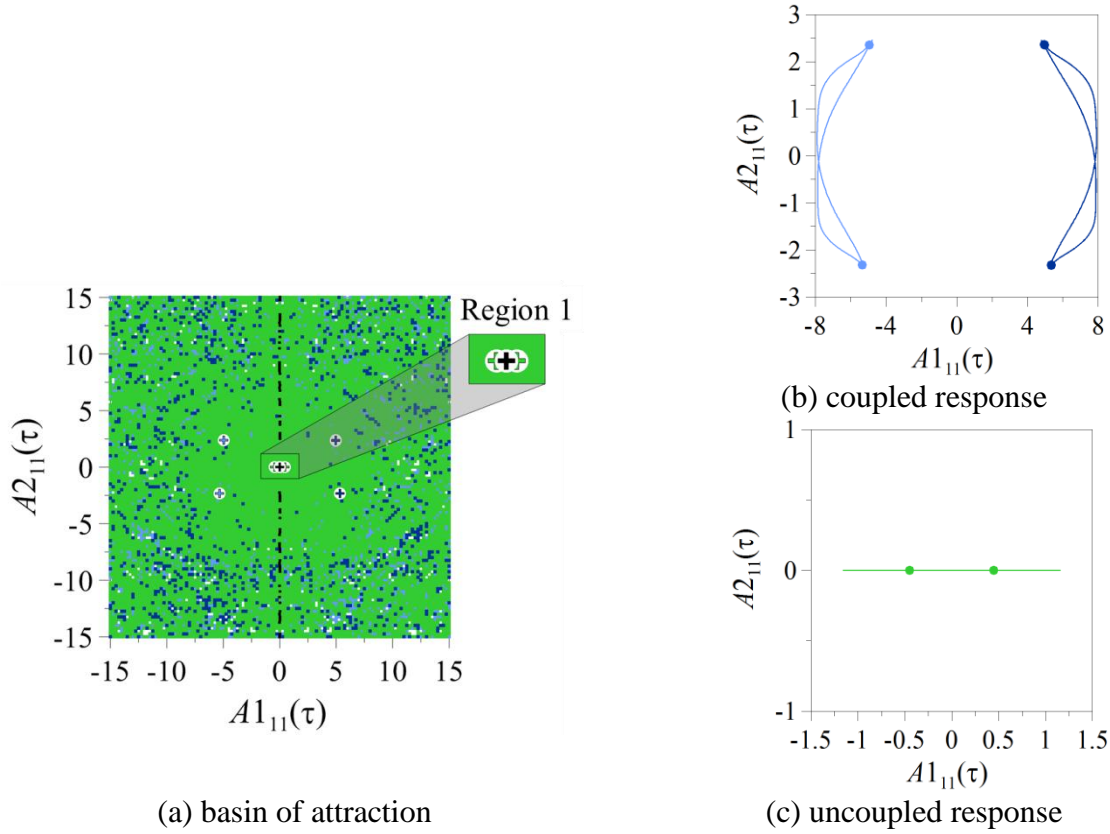 15
10
5
0
-5
-10
-15
A2₁₁(τ)
-15 -10 -5 0 5 10 15
A1₁₁(τ)
Region 1
(a) basin of attraction
3
2
1
0
-1
-2
-3
A2₁₁(τ)
-8 -4 0 4 8
A1₁₁(τ)
(b) coupled response
1
0
-1
A2₁₁(τ)
-1.5 -1 -0.5 0 0.5 1 1.5
A1₁₁(τ)
(c) uncoupled response